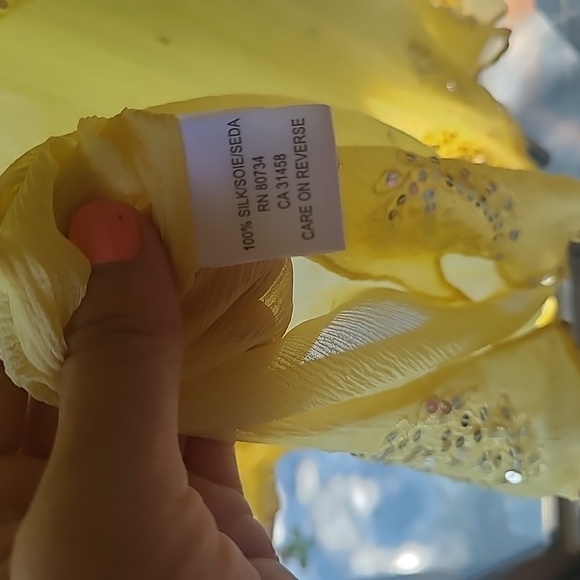 100% SILK/SOIE/SEDA
RN 80734
CA 31458
CARE ON REVERSE